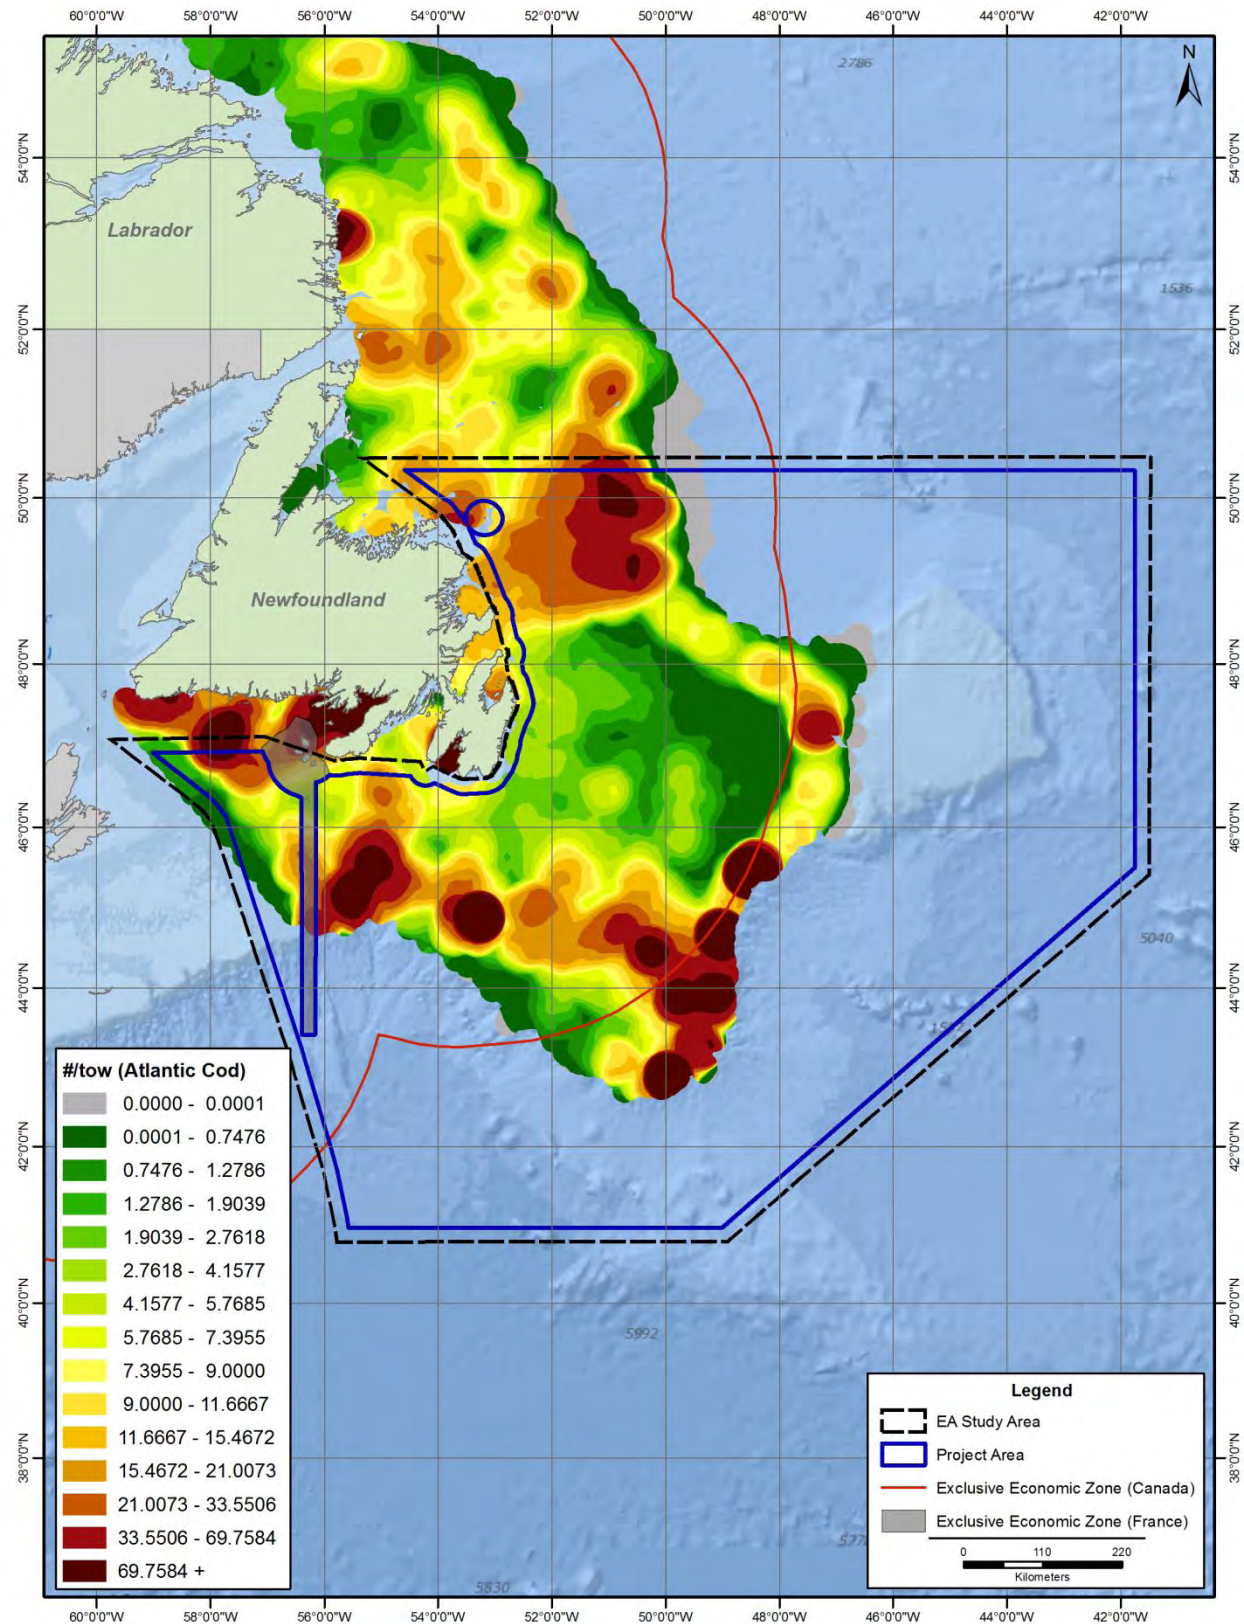 60°0'0"W 58°0'0"W 56°0'0"W 54°0'0"W 52°0'0"W 50°0'0"W 48°0'0"W 46°0'0"W 44°0'0"W 42°0'0"W
N
2786
54°0'0"N 54°0'0"N
Labrador
1536
52°0'0"N 52°0'0"N
50°0'0"N 50°0'0"N
Newfoundland
48°0'0"N 48°0'0"N
46°0'0"N 46°0'0"N
5040
44°0'0"N 44°0'0"N
#/tow (Atlantic Cod)
0.0000 - 0.0001
0.0001 - 0.7476
0.7476 - 1.2786
1.2786 - 1.9039
1.9039 - 2.7618
2.7618 - 4.1577
4.1577 - 5.7685
5.7685 - 7.3955
7.3955 - 9.0000
9.0000 - 11.6667
11.6667 - 15.4672
15.4672 - 21.0073
21.0073 - 33.5506
33.5506 - 69.7584
69.7584 +
42°0'0"N 42°0'0"N
40°0'0"N 40°0'0"N
5992
38°0'0"N 38°0'0"N
Legend
EA Study Area
Project Area
Exclusive Economic Zone (Canada)
Exclusive Economic Zone (France)
0 110 220
Kilometers
5830
60°0'0"W 58°0'0"W 56°0'0"W 54°0'0"W 52°0'0"W 50°0'0"W 48°0'0"W 46°0'0"W 44°0'0"W 42°0'0"W